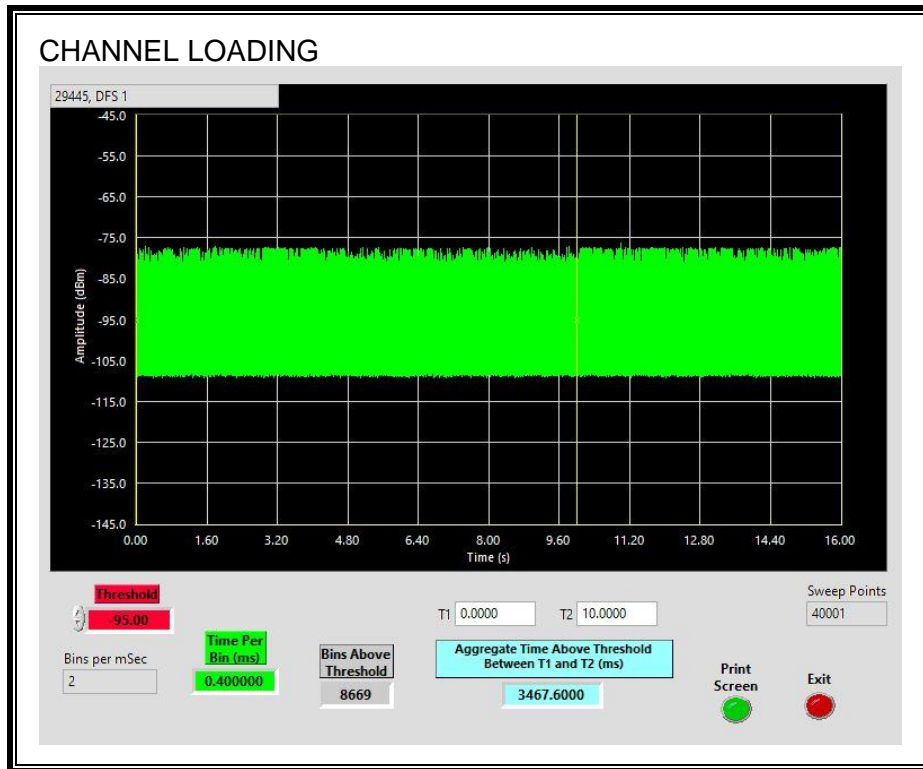 CHANNEL LOADING
29445, DFS 1
-45.0
-55.0
-65.0
-75.0
-85.0
-95.0
-105.0
-115.0
-125.0
-135.0
-145.0
Amplitude (dBm)
0.00 1.60 3.20 4.80 6.40 8.00 9.60 11.20 12.80 14.40 16.00
Time (s)
Threshold
-95.00
Bins per mSec
2
Time Per
Bin (ms)
0.400000
Bins Above
Threshold
8669
T1 0.0000 T2 10.0000
Aggregate Time Above Threshold
Between T1 and T2 (ms)
3467.6000
Print
Screen
Exit
Sweep Points
40001